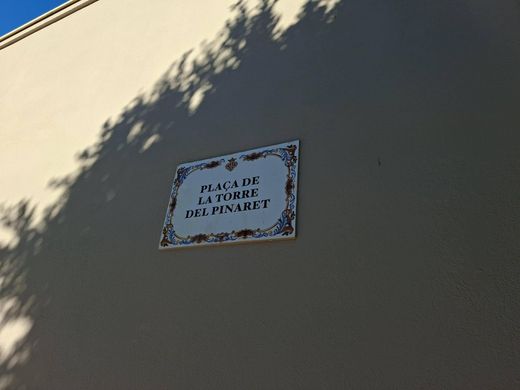 PLAÇA DE
LA TORRE
DEL PINARET